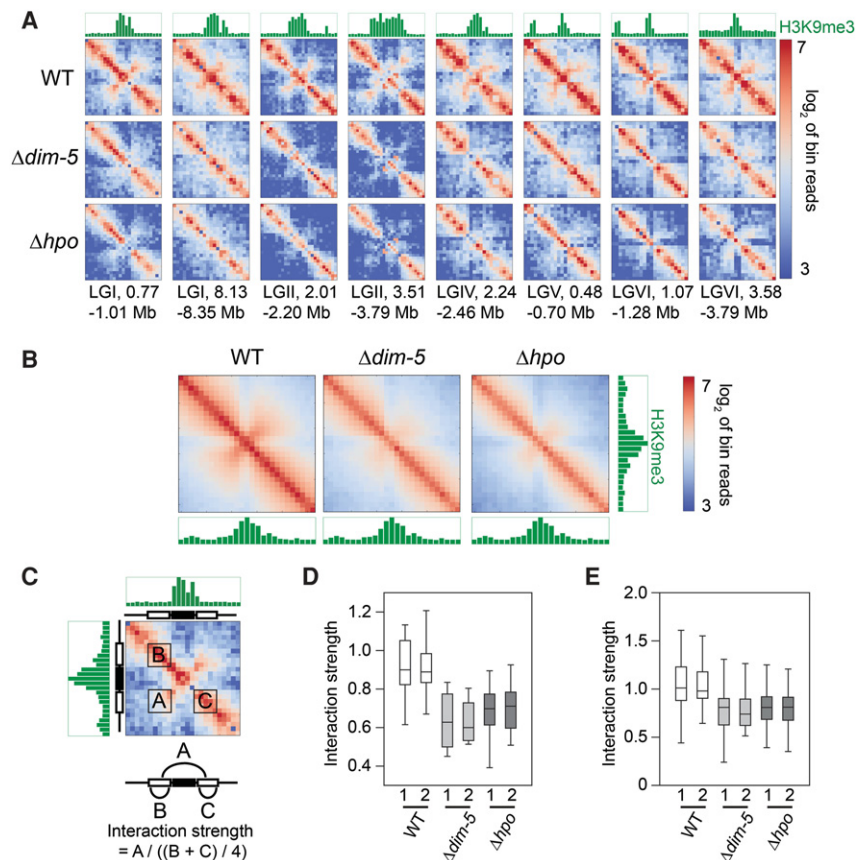 A
H3K9me3
WT
Δdim-5
Δhpo
7
log2 of bin reads
3
LGI, 0.77
-1.01 Mb
LGI, 8.13
-8.35 Mb
LGII, 2.01
-2.20 Mb
LGII, 3.51
-3.79 Mb
LGIV, 2.24
-2.46 Mb
LGV, 0.48
-0.70 Mb
LGVI, 1.07
-1.28 Mb
LGVI, 3.58
-3.79 Mb
B
WT
Δdim-5
Δhpo
H3K9me3
7
log2 of bin reads
3
C
B
A
C
A
B
C
Interaction strength
= A / ((B + C) / 4)
D
Interaction strength
1.2
1.0
0.8
0.6
0.4
1 2 1 2 1 2
WT
Δdim-5
Δhpo
E
Interaction strength
2.0
1.5
1.0
0.5
0
1 2 1 2 1 2
WT
Δdim-5
Δhpo